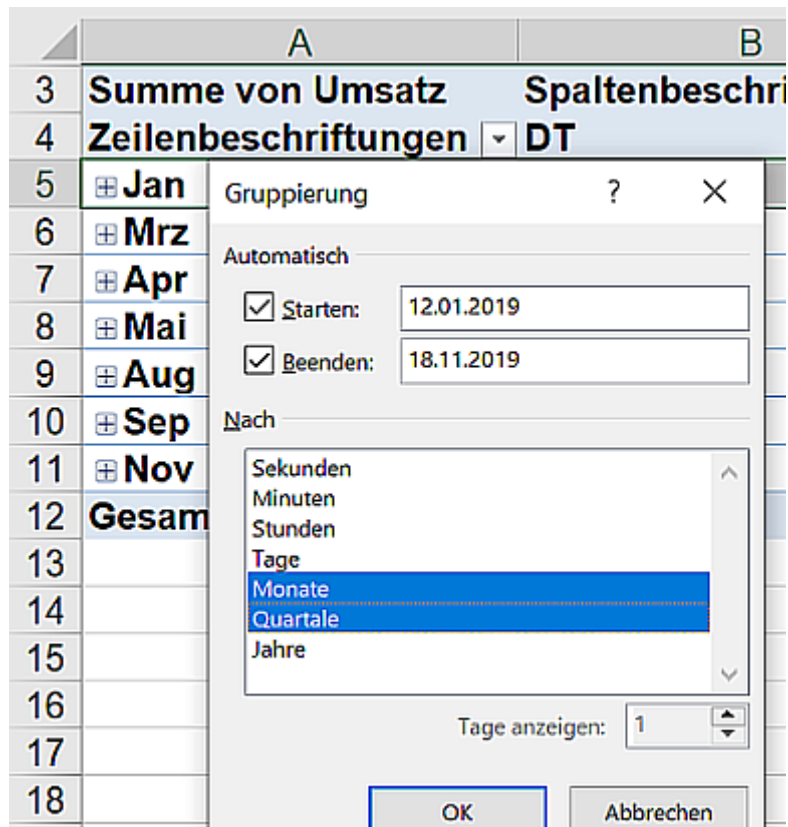 A B
3 Summe von Umsatz Spaltenbeschri
4 Zeilenbeschriftungen DT
5 Jan
6 Mrz
7 Apr
8 Mai
9 Aug
10 Sep
11 Nov
12 Gesam
13
14
15
16
17
18
Gruppierung ? X
Automatisch
Starten: 12.01.2019
Beenden: 18.11.2019
Nach
Sekunden
Minuten
Stunden
Tage
Monate
Quartale
Jahre
Tage anzeigen: 1
OK Abbrechen